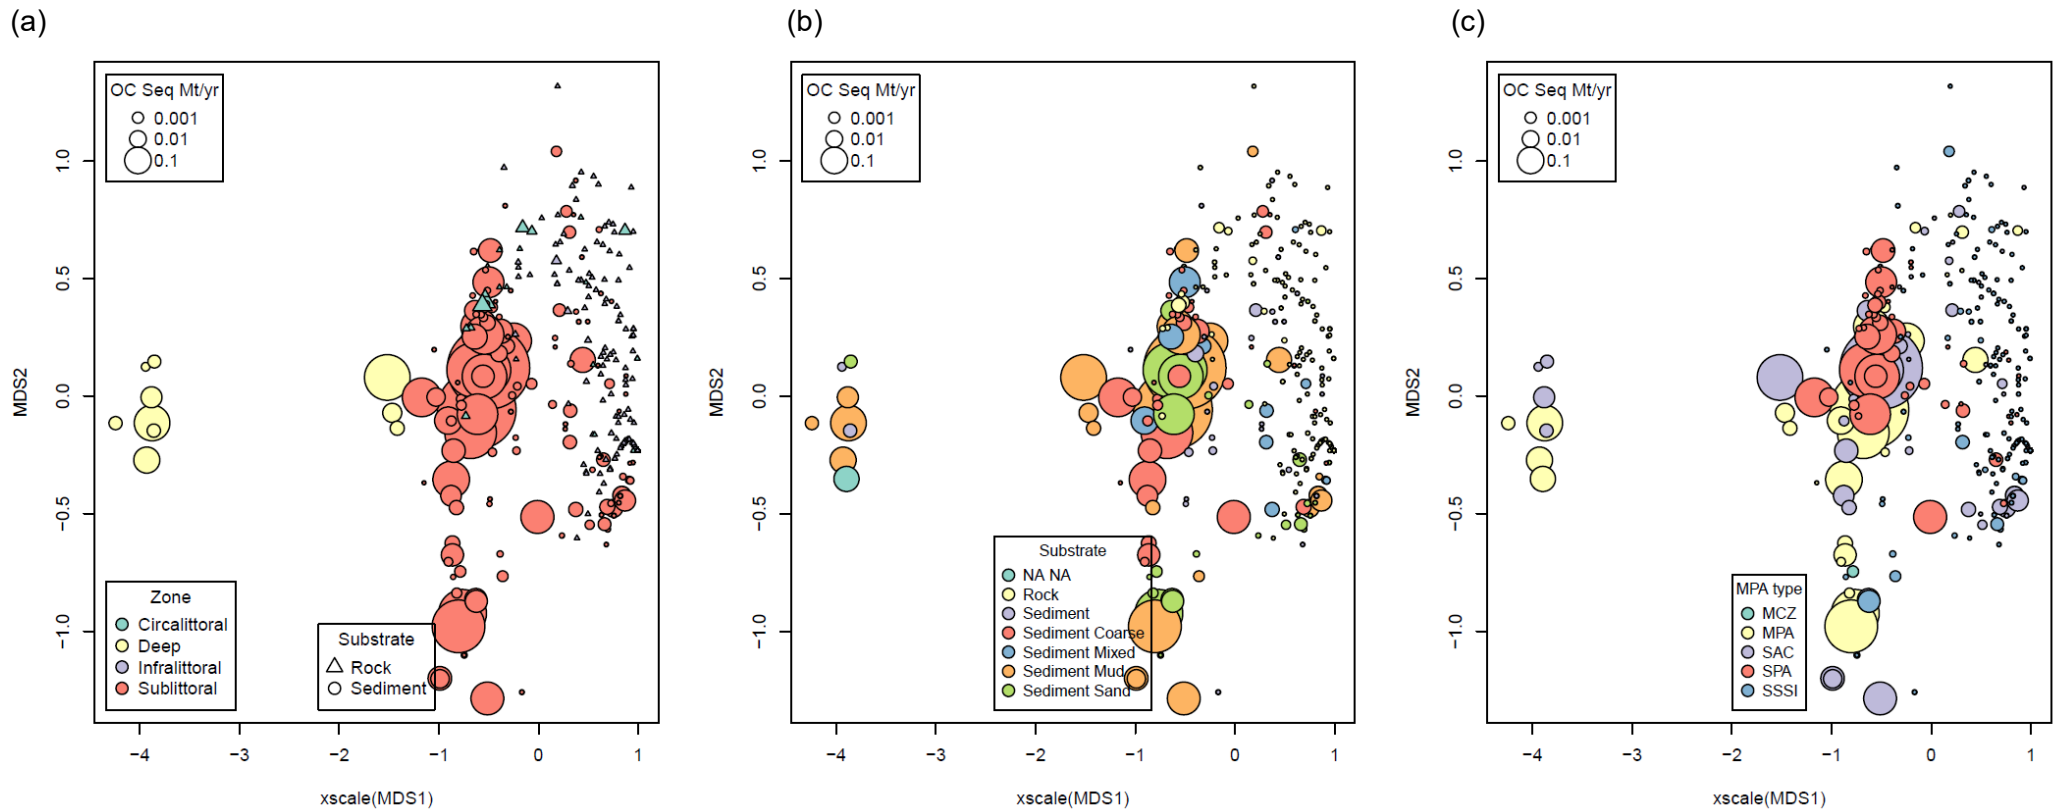 (a)
(b)
(c)
OC Seq Mt/yr
0.001
0.01
0.1
MDS2
1.0
0.5
0.0
−0.5
−1.0
Zone
Circalittoral
Deep
Infralittoral
Sublittoral
Substrate
Rock
Sediment
−4
−3
−2
−1
0
1
xscale(MDS1)
OC Seq Mt/yr
0.001
0.01
0.1
MDS2
1.0
0.5
0.0
−0.5
−1.0
Substrate
NA NA
Rock
Sediment
Sediment Coarse
Sediment Mixed
Sediment Mud
Sediment Sand
−4
−3
−2
−1
0
1
xscale(MDS1)
OC Seq Mt/yr
0.001
0.01
0.1
MDS2
1.0
0.5
0.0
−0.5
−1.0
MPA type
MCZ
MPA
SAC
SPA
SSSI
−4
−3
−2
−1
0
1
xscale(MDS1)